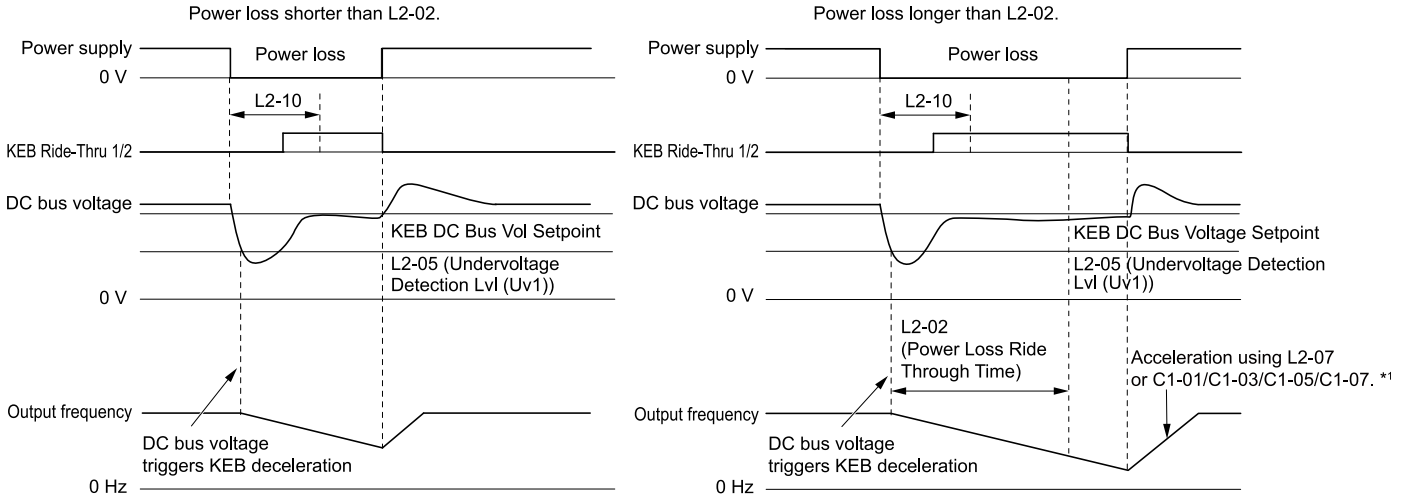 Power loss shorter than L2-02.
Power supply
Power loss
0 V
L2-10
KEB Ride-Thru 1/2
DC bus voltage
KEB DC Bus Vol Setpoint
L2-05 (Undervoltage
Detection Lvl (Uv1))
0 V
Output frequency
DC bus voltage
triggers KEB deceleration
0 Hz
Power loss longer than L2-02.
Power supply
Power loss
0 V
L2-10
KEB Ride-Thru 1/2
DC bus voltage
KEB DC Bus Voltage Setpoint
L2-05 (Undervoltage Detection
Lvl (Uv1))
0 V
L2-02
(Power Loss Ride
Through Time)
Acceleration using L2-07
or C1-01/C1-03/C1-05/C1-07. *1
Output frequency
DC bus voltage
triggers KEB deceleration
0 Hz